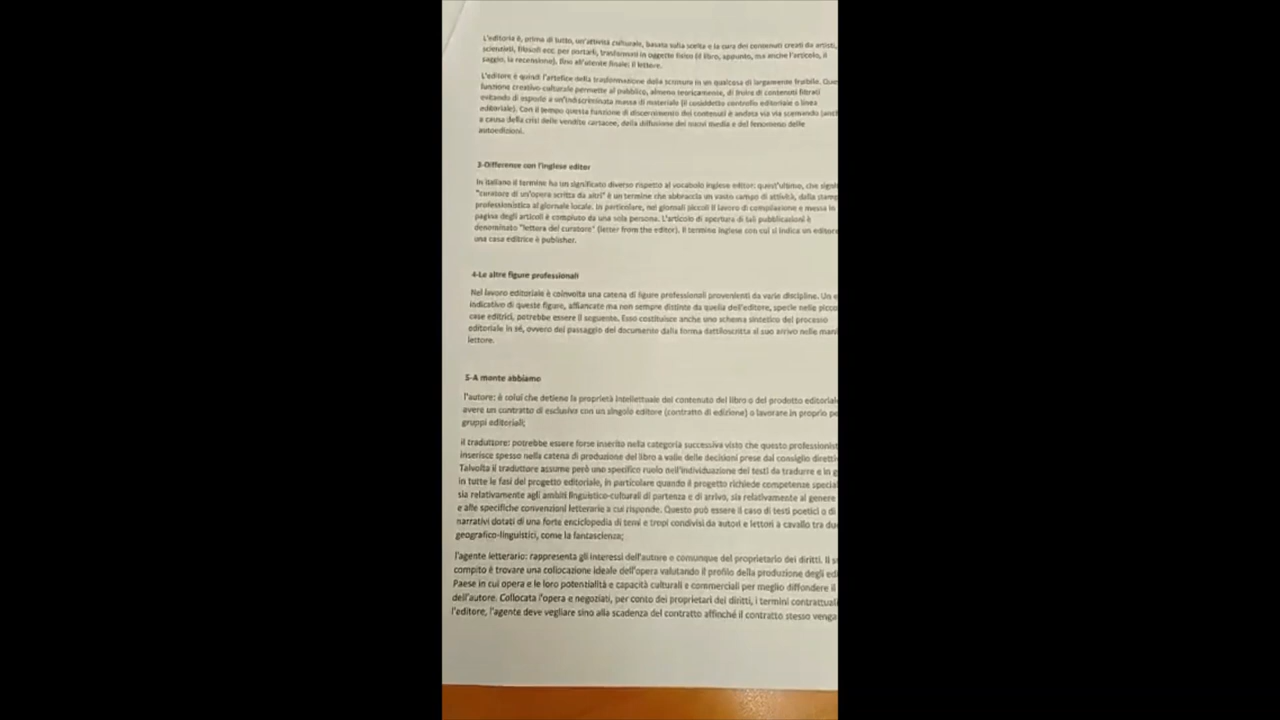 L'editoria è, prima di tutto, un'attività culturale, basata sulla scelta e la cura dei contenuti creati da artisti,
scienziati, filosofi ecc. per portarli, trasformati in oggetto fisico (il libro, appunto, ma anche l'articolo, il
saggio, la recensione), fino all'utente finale: il lettore.
L'editore è quindi l'artefice della trasformazione della scrittura in un qualcosa di largamente fruibile.
funzione creativo-culturale permette al pubblico, almeno teoricamente, di fruire di contenuti filtrati
evitando di esporlo a un'indiscriminata massa di materiale (il cosiddetto controllo editoriale o linea
editoriale). Con il tempo questa funzione di discernimento dei contenuti è andata via via scemando
a causa della crisi delle vendite cartacee, della diffusione dei nuovi media e del fenomeno delle
autoedizioni.
3-Differenze con l'inglese editor
In italiano il termine ha un significato diverso rispetto al vocabolo inglese editor: quest'ultimo, che
"curatore di un'opera scritta da altri" è un termine che abbraccia un vasto campo di attività, dalla
professionistica al giornale locale. In particolare, nei giornali piccoli il lavoro di compilazione e messa in
pagina degli articoli è compiuto da una sola persona. L'articolo di apertura di tali pubblicazioni è
denominato "lettera del curatore" (letter from the editor). Il termine inglese con cui si indica un editore
una casa editrice è publisher.
4-Le altre figure professionali
Nel lavoro editoriale è coinvolta una catena di figure professionali provenienti da varie discipline. Un
indicativo di queste figure, affiancate ma non sempre distinte da quella dell'editore, specie nelle
case editrici, potrebbe essere il seguente. Esso costituisce anche uno schema sintetico del processo
editoriale in sé, ovvero del passaggio del documento dalla forma dattiloscritta al suo arrivo nelle
lettore.
5-A monte abbiamo
l'autore: è colui che detiene la proprietà intellettuale del contenuto del libro o del prodotto
avere un contratto di esclusiva con un singolo editore (contratto di edizione) o lavorare in proprio
gruppi editoriali;
il traduttore: potrebbe essere forse inserito nella categoria successiva visto che questo
inserisce spesso nella catena di produzione del libro a valle delle decisioni prese dal consiglio
Talvolta il traduttore assume però uno specifico ruolo nell'individuazione dei testi da tradurre e in
in tutte le fasi del progetto editoriale, in particolare quando il progetto richiede competenze
sia relativamente agli ambiti linguistico-culturali di partenza e di arrivo, sia relativamente al genere
e alle specifiche convenzioni letterarie a cui risponde. Questo può essere il caso di testi poetici o di
narrativi dotati di una forte enciclopedia di temi e tropi condivisi da autori e lettori a cavallo tra
geografico-linguistici, come la fantascienza;
l'agente letterario: rappresenta gli interessi dell'autore o comunque del proprietario dei diritti. Il
compito è trovare una collocazione ideale dell'opera valutando il profilo della produzione degli
Paese in cui opera e le loro potenzialità e capacità culturali e commerciali per meglio diffondere il
dell'autore. Collocata l'opera e negoziati, per conto dei proprietari dei diritti, i termini
l'editore, l'agente deve vegliare sino alla scadenza del contratto affinché il contratto stesso venga